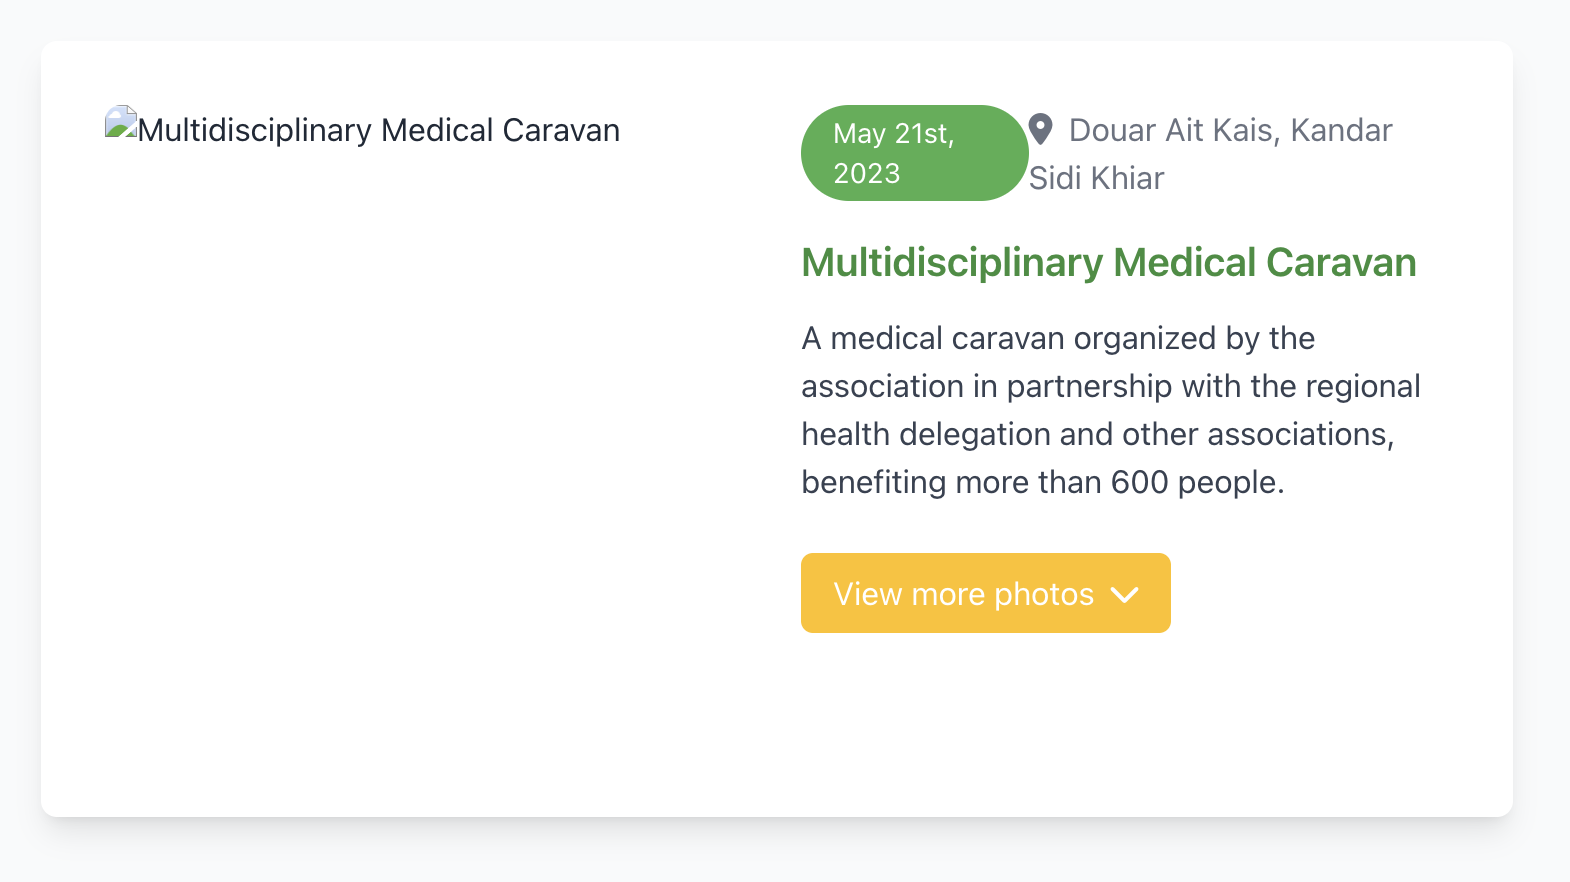 Multidisciplinary Medical Caravan
May 21st,
2023
Douar Ait Kais, Kandar
Sidi Khiar
Multidisciplinary Medical Caravan
A medical caravan organized by the
association in partnership with the regional
health delegation and other associations,
benefiting more than 600 people.
View more photos